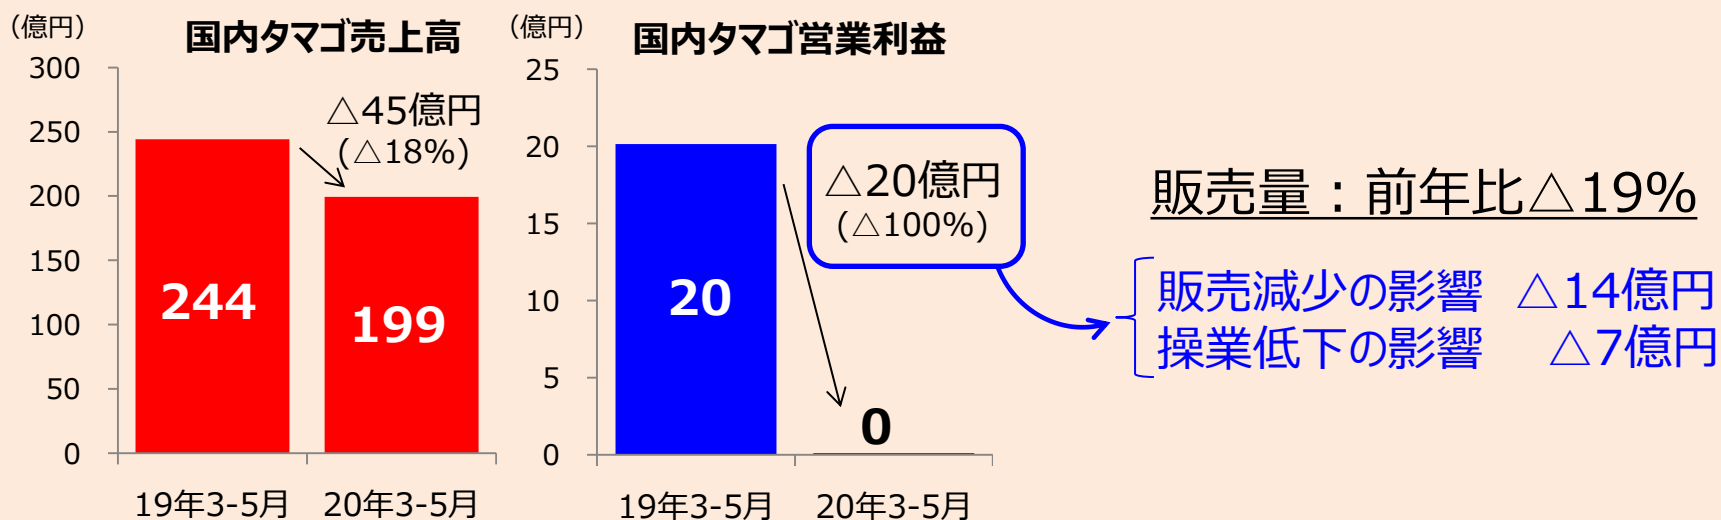 (億円)
国内タマゴ売上高
300
250
200
150
100
50
0
△45億円
(△18%)
244
199
19年3-5月
20年3-5月
(億円)
国内タマゴ営業利益
25
20
15
10
5
0
△20億円
(△100%)
20
0
19年3-5月
20年3-5月
販売量：前年比△19%
販売減少の影響 △14億円
操業低下の影響 △7億円